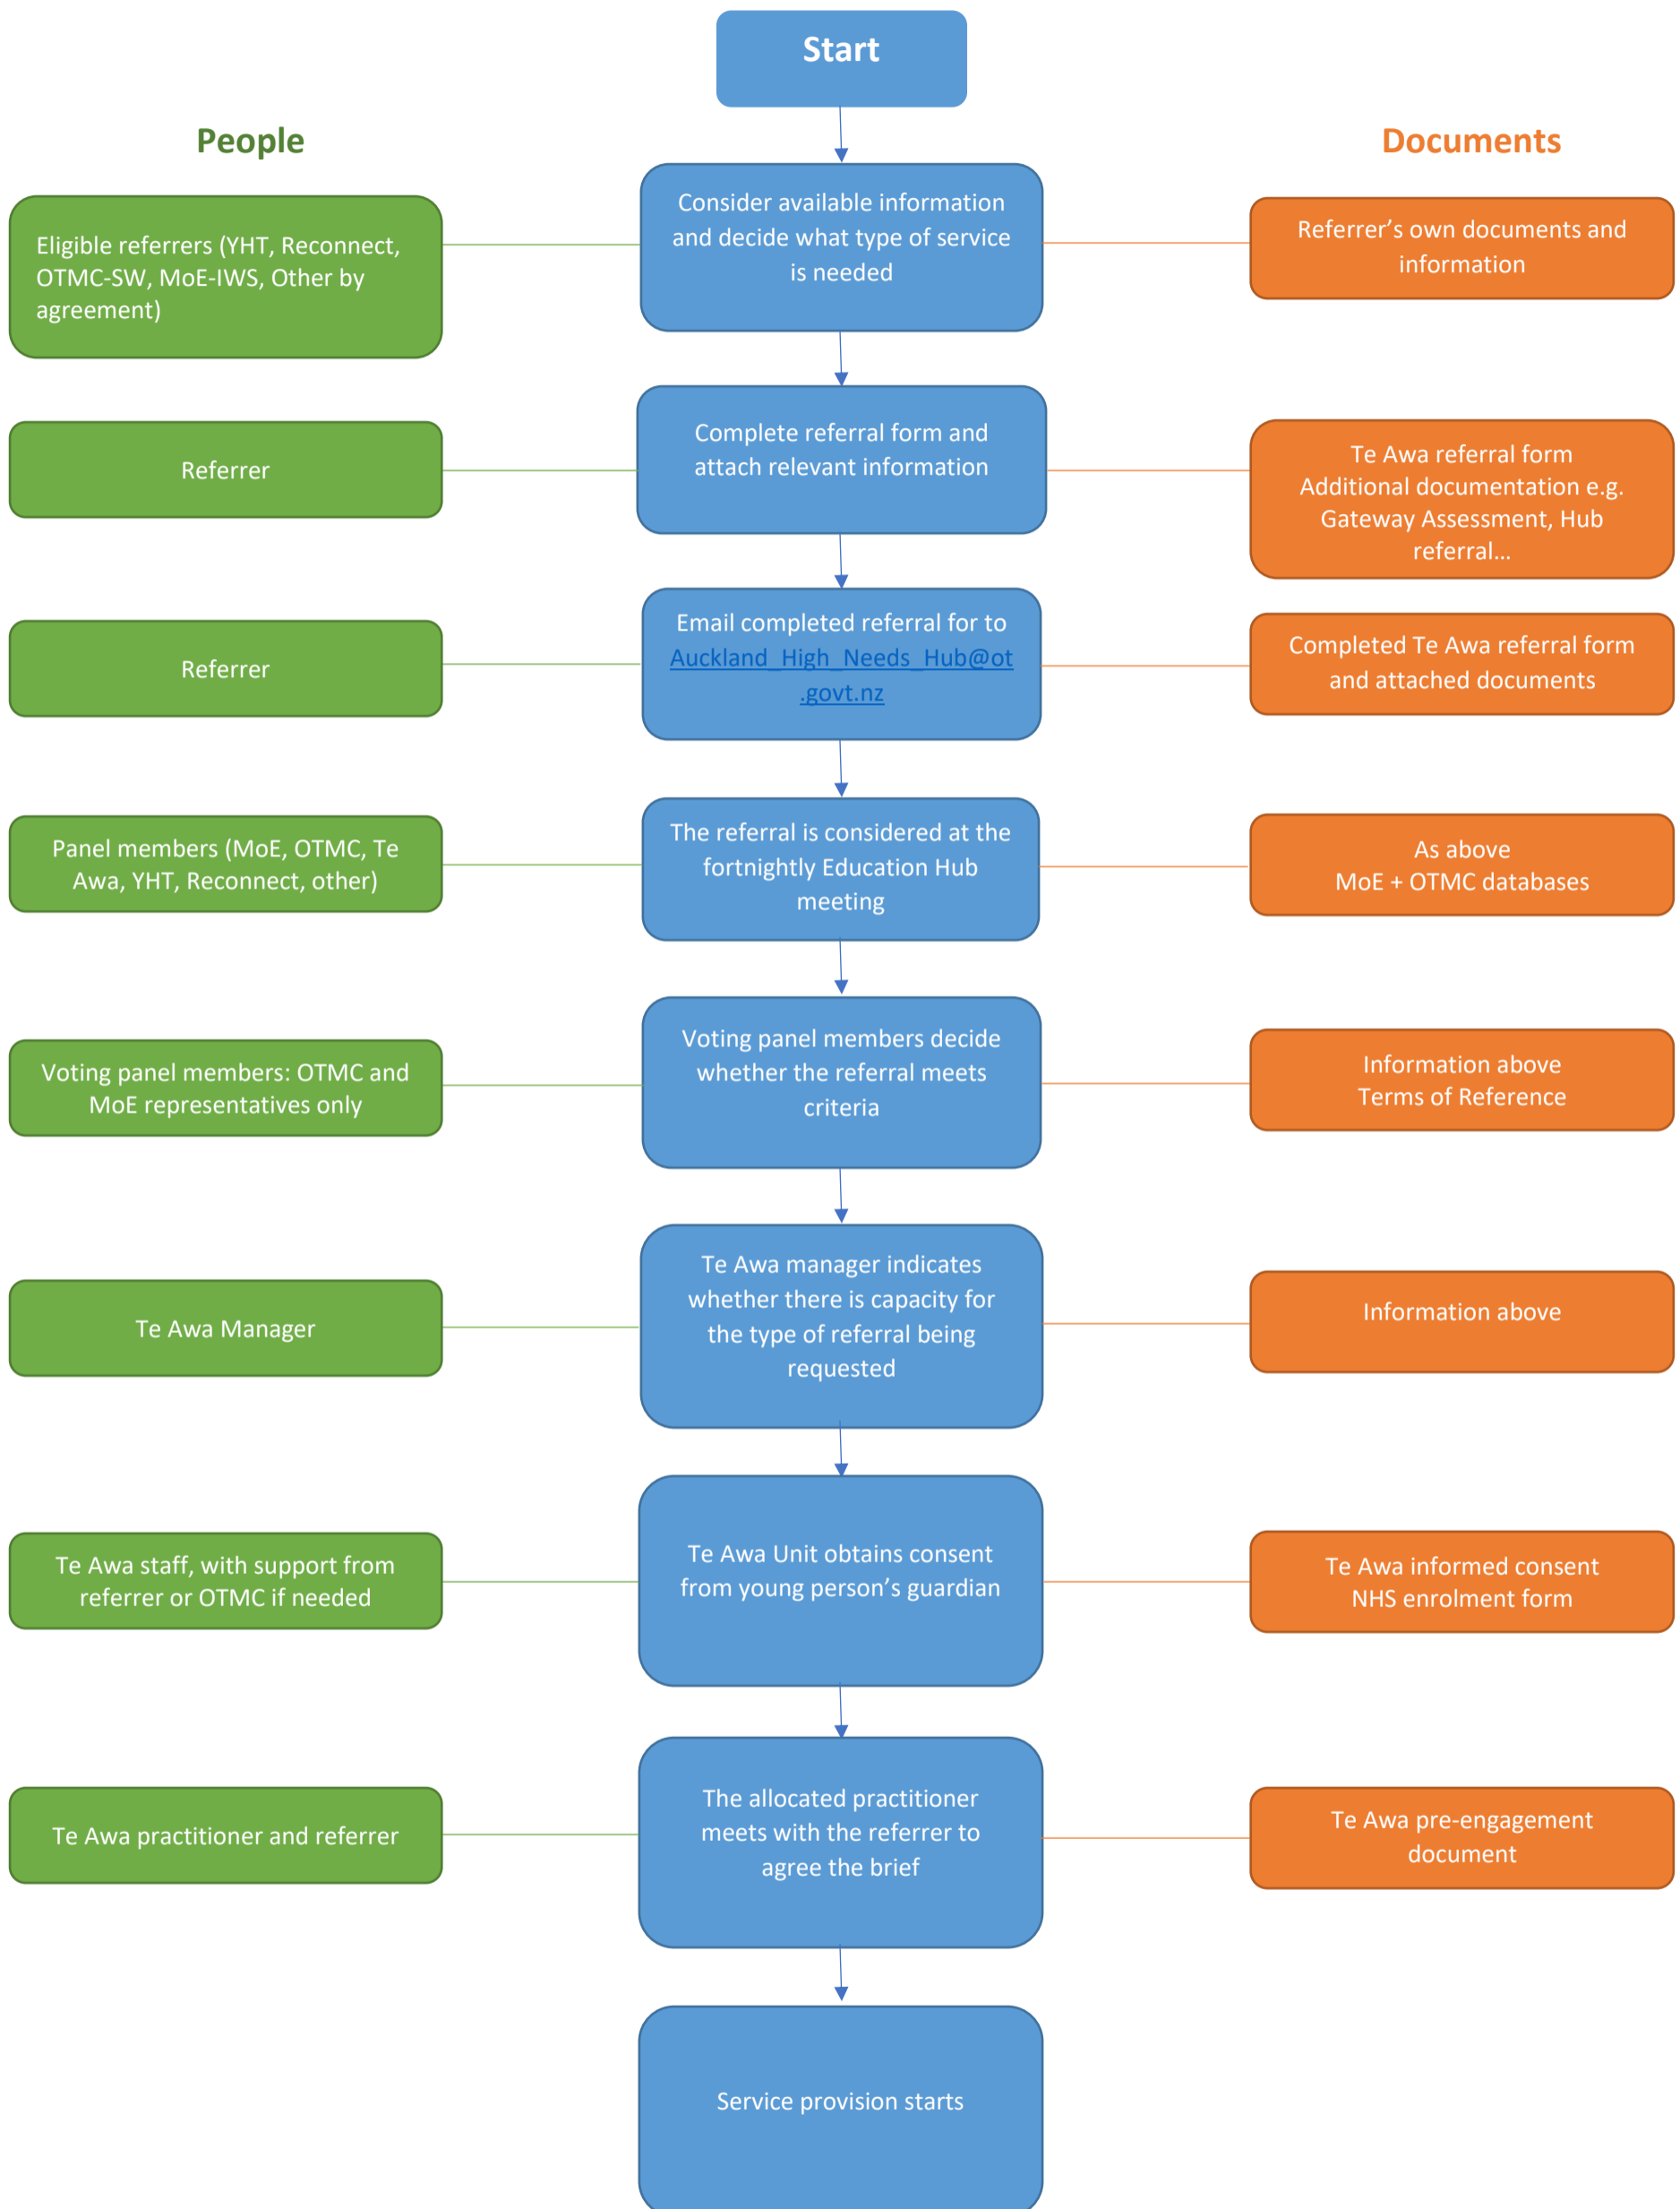 Start
People
Documents
Eligible referrers (YHT, Reconnect,
OTMC-SW, MoE-IWS, Other by
agreement)
Consider available information
and decide what type of service
is needed
Referrer’s own documents and
information
Referrer
Complete referral form and
attach relevant information
Te Awa referral form
Additional documentation e.g.
Gateway Assessment, Hub
referral…
Referrer
Email completed referral for to
Auckland_High_Needs_Hub@ot
.govt.nz
Completed Te Awa referral form
and attached documents
Panel members (MoE, OTMC, Te
Awa, YHT, Reconnect, other)
The referral is considered at the
fortnightly Education Hub
meeting
As above
MoE + OTMC databases
Voting panel members: OTMC and
MoE representatives only
Voting panel members decide
whether the referral meets
criteria
Information above
Terms of Reference
Te Awa Manager
Te Awa manager indicates
whether there is capacity for
the type of referral being
requested
Information above
Te Awa staff, with support from
referrer or OTMC if needed
Te Awa Unit obtains consent
from young person’s guardian
Te Awa informed consent
NHS enrolment form
Te Awa practitioner and referrer
The allocated practitioner
meets with the referrer to
agree the brief
Te Awa pre-engagement
document
Service provision starts